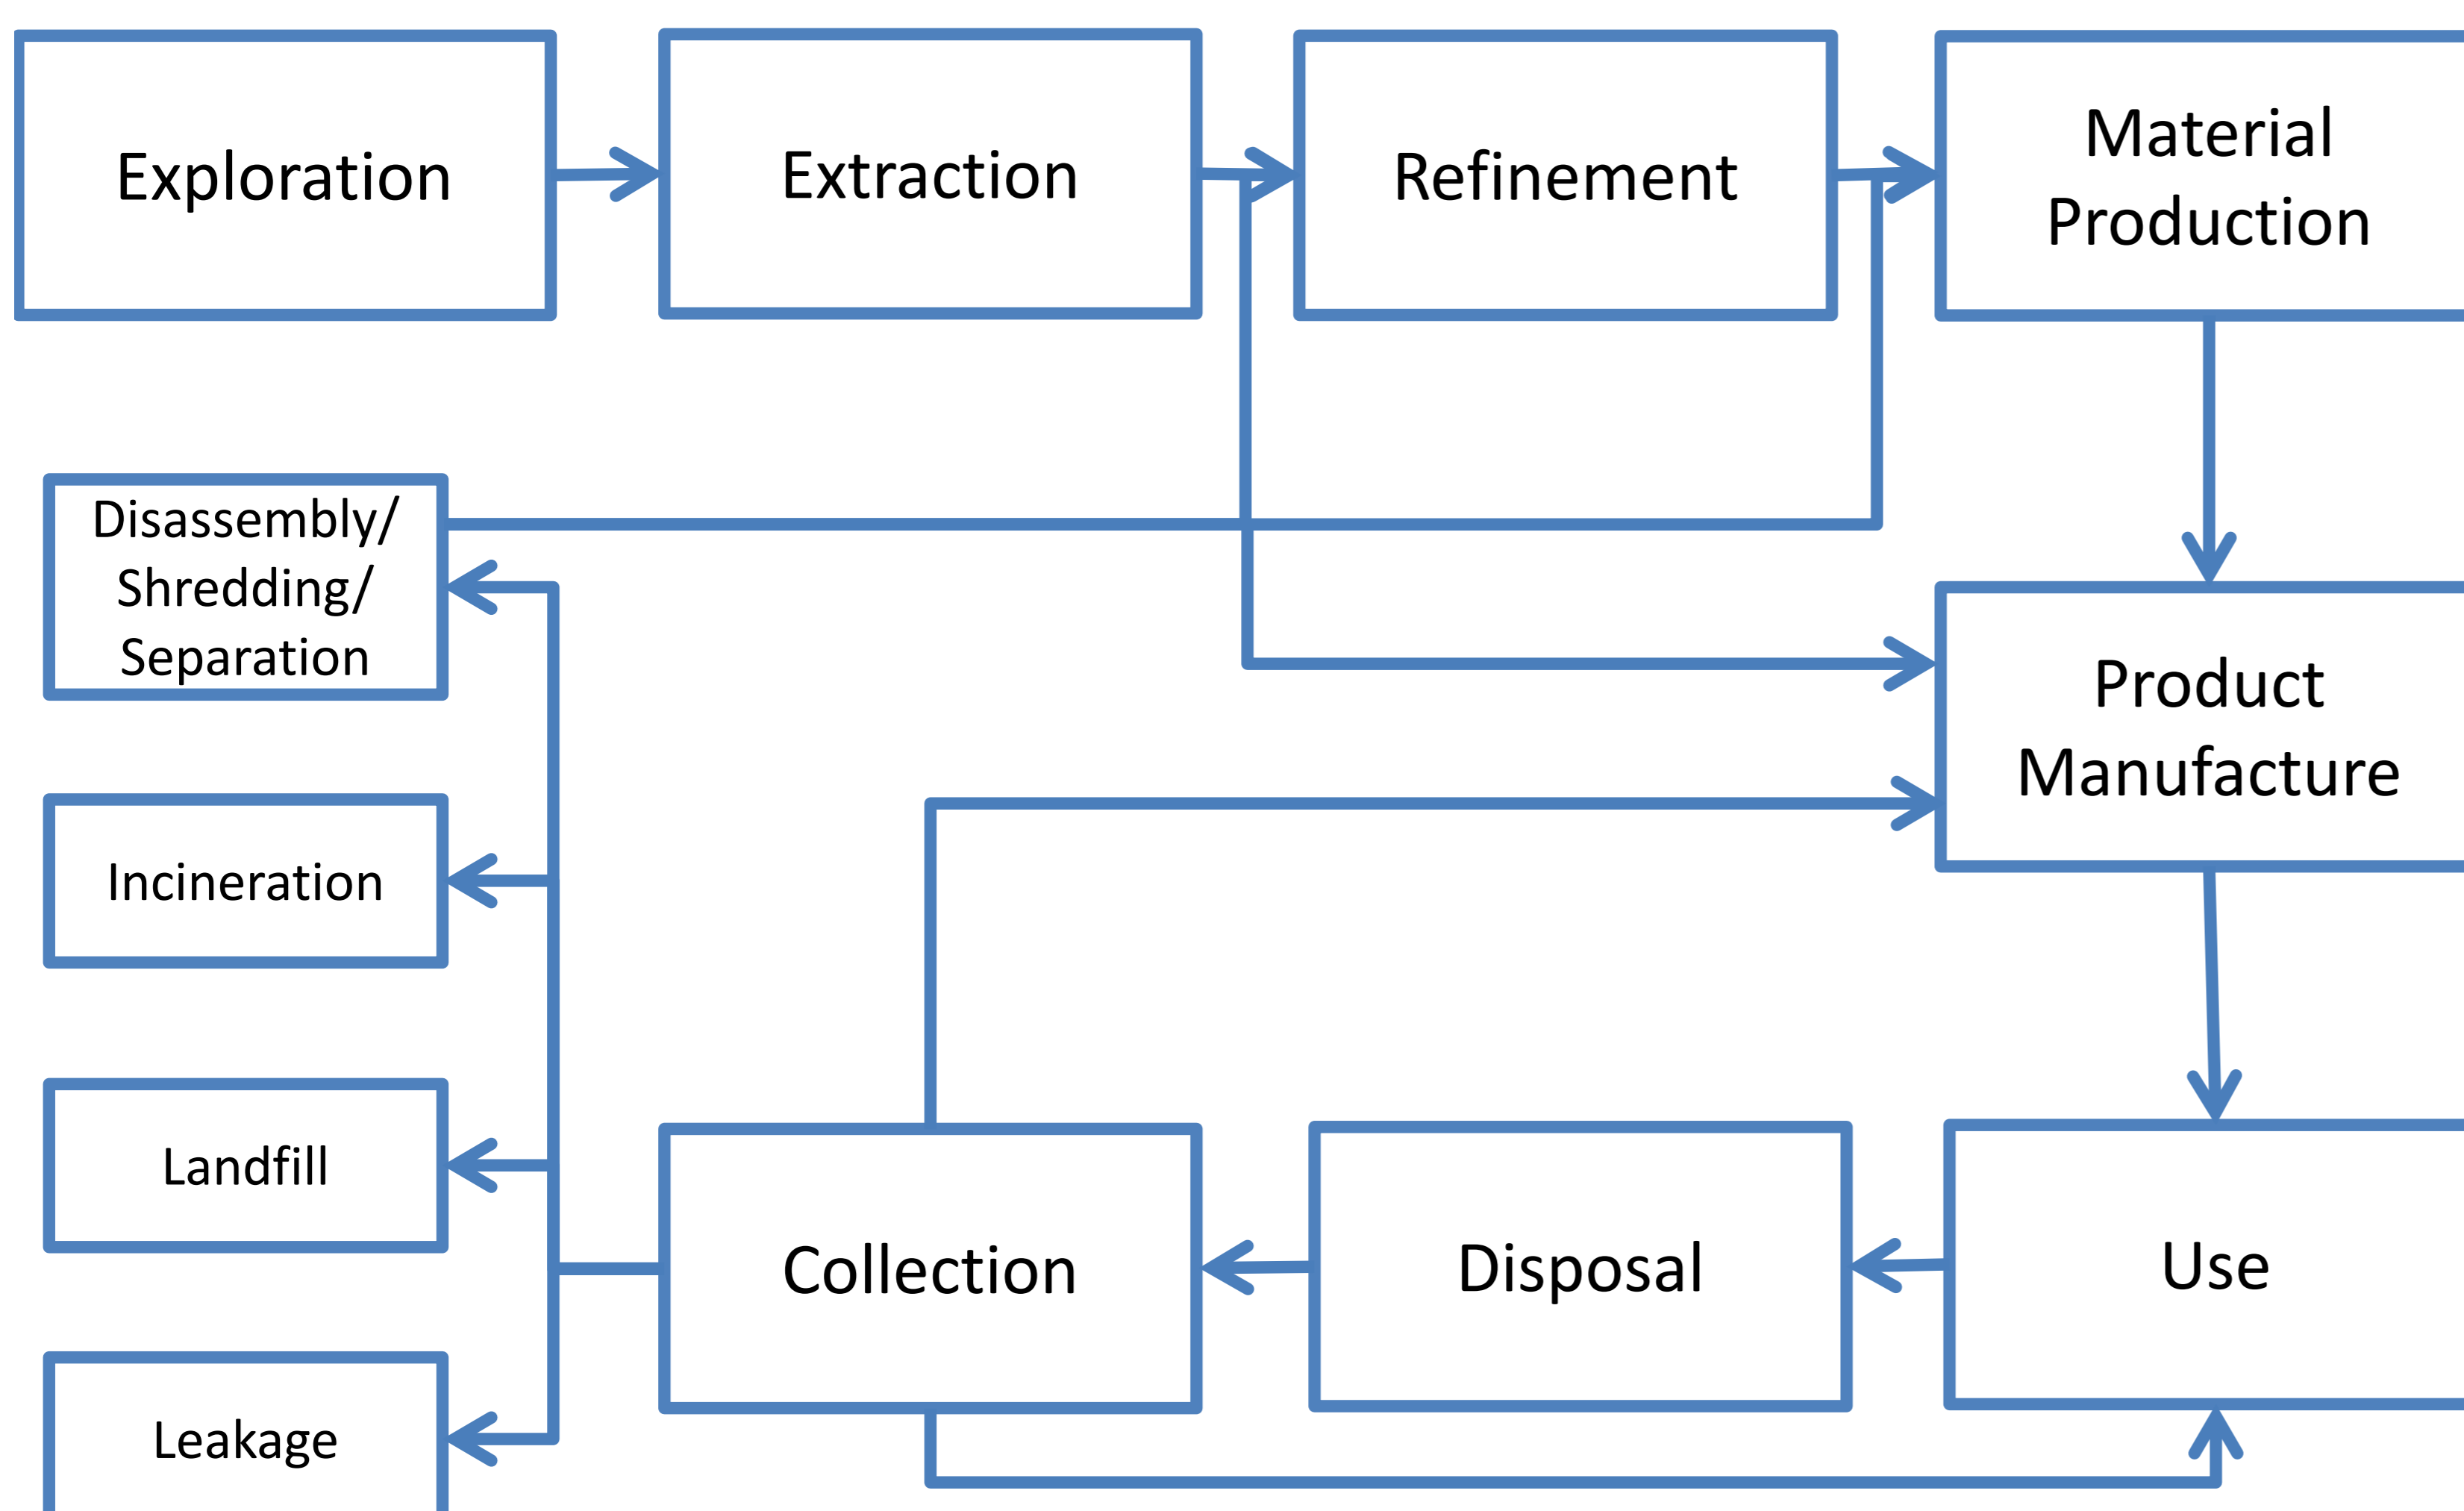 Exploration
Extraction
Refinement
Material
Production
Disassembly/
Shredding/
Separation
Product
Manufacture
Incineration
Landfill
Collection
Disposal
Use
Leakage